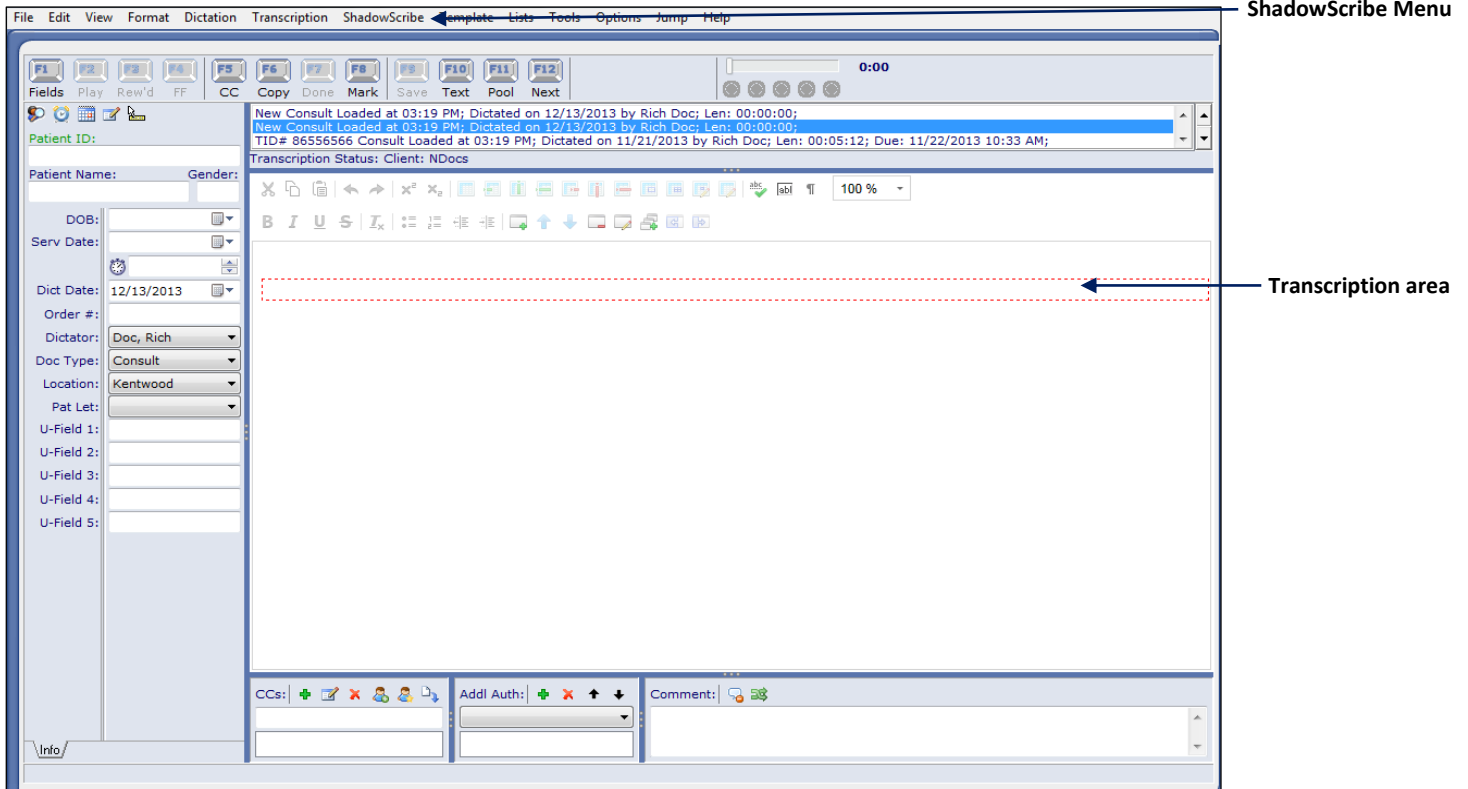 File Edit View Format Dictation Transcription ShadowScribe Template Lists Tools Options Jump Help
ShadowScribe Menu
F1 F2 F3 F4 F5 F6 F7 F8 F9 F10 F11 F12
0:00
Fields Play Rew'd FF CC Copy Done Mark Save Text Pool Next
New Consult Loaded at 03:19 PM; Dictated on 12/13/2013 by Rich Doc; Len: 00:00:00;
New Consult Loaded at 03:19 PM; Dictated on 12/13/2013 by Rich Doc; Len: 00:00:00;
TID# 86556566 Consult Loaded at 03:19 PM; Dictated on 11/21/2013 by Rich Doc; Len: 00:05:12; Due: 11/22/2013 10:33 AM;
Transcription Status: Client: NDocs
Patient ID:
Patient Name: Gender:
abc ab| ¶ 100 %
X² X₂
B I U S Ix
DOB:
Serv Date:
Dict Date: 12/13/2013
Order #:
Dictator: Doc, Rich
Doc Type: Consult
Location: Kentwood
Pat Let:
U-Field 1:
U-Field 2:
U-Field 3:
U-Field 4:
U-Field 5:
Transcription area
CCs: Addl Auth: Comment:
Info